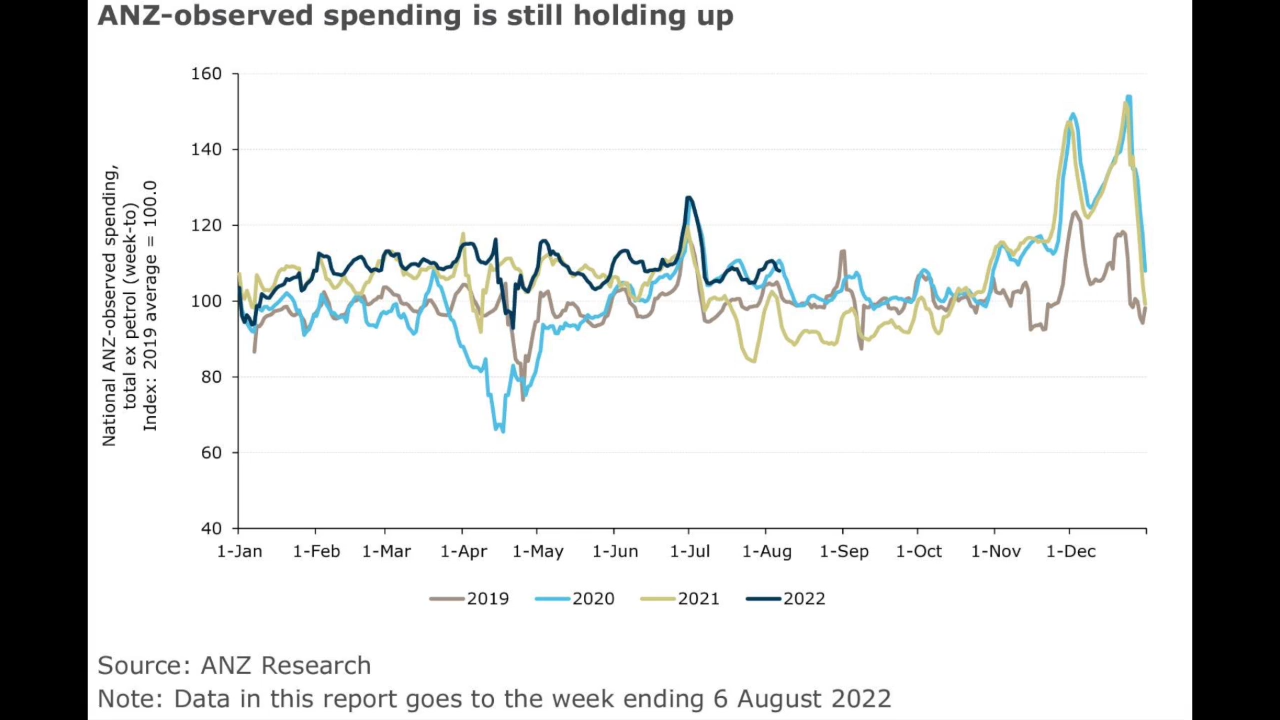 ANZ-observed spending is still holding up
National ANZ-observed spending,
total ex petrol (week-to)
Index: 2019 average = 100.0
160
140
120
100
80
60
40
1-Jan
1-Feb
1-Mar
1-Apr
1-May
1-Jun
1-Jul
1-Aug
1-Sep
1-Oct
1-Nov
1-Dec
2019
2020
2021
2022
Source: ANZ Research
Note: Data in this report goes to the week ending 6 August 2022